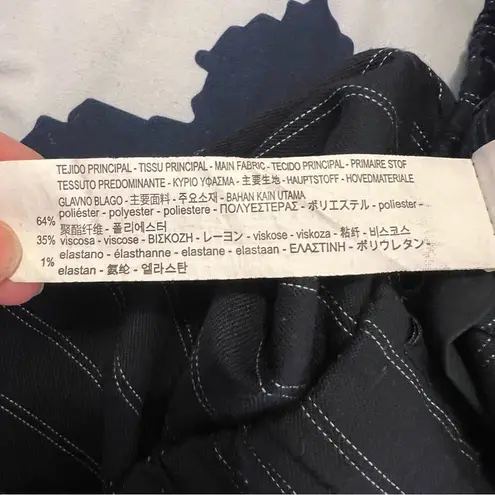 TEJIDO PRINCIPAL - TISSU PRINCIPAL - MAIN FABRIC - TECIDO PRINCIPAL - PRIMAIRE STOF
TESSUTO PREDOMINANTE - ΚΥΡΙΟ ΥΦΑΣΜΑ - 主要生地 - HAUPTSTOFF - HOVEDMATERIALE
GLAVNO BLAGO - 主要面料 - 주요소재 - BAHAN KAIN UTAMA
64% poliéster - polyester - poliestere - ΠΟΛΥΕΣΤΕΡΑΣ - ポリエステル - poliester -
聚酯纤维 - 폴리에스터
35% viscosa - viscose - ΒΙΣΚΟΖΗ - レーヨン - viskose - viskoza - 粘纤 - 비스코스
1% elastano - élasthanne - elastane - elastaan - ΕΛΑΣΤΙΝΗ - ポリウレタン -
elastan - 氨纶 - 엘라스탄